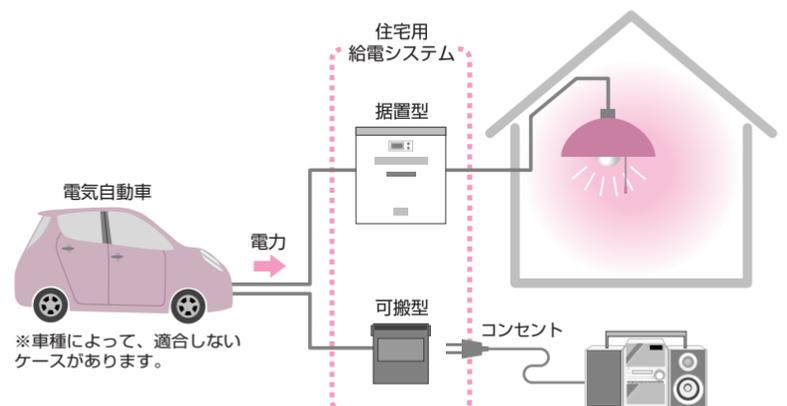 住宅用
給電システム
据置型
電気自動車
電力
可搬型
コンセント
※車種によって、適合しない
ケースがあります。